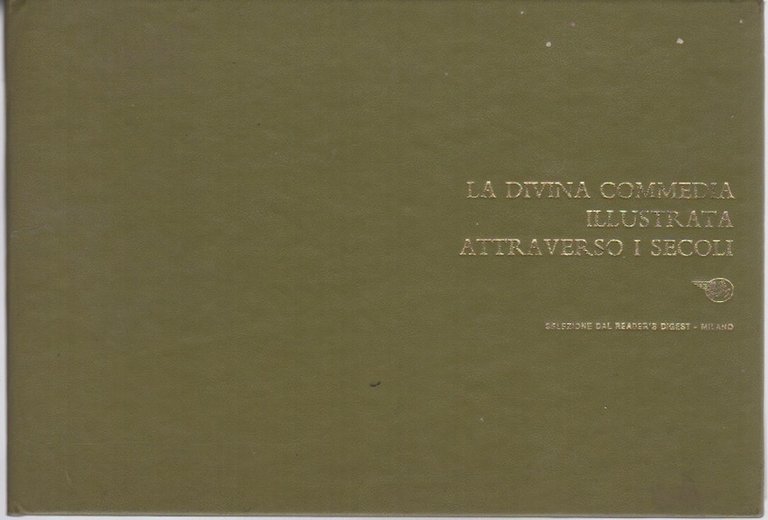 LA DIVINA COMMEDIA
ILLUSTRATA
ATTRAVERSO I SECOLI
SELEZIONE DAL READER'S DIGEST - MILANO